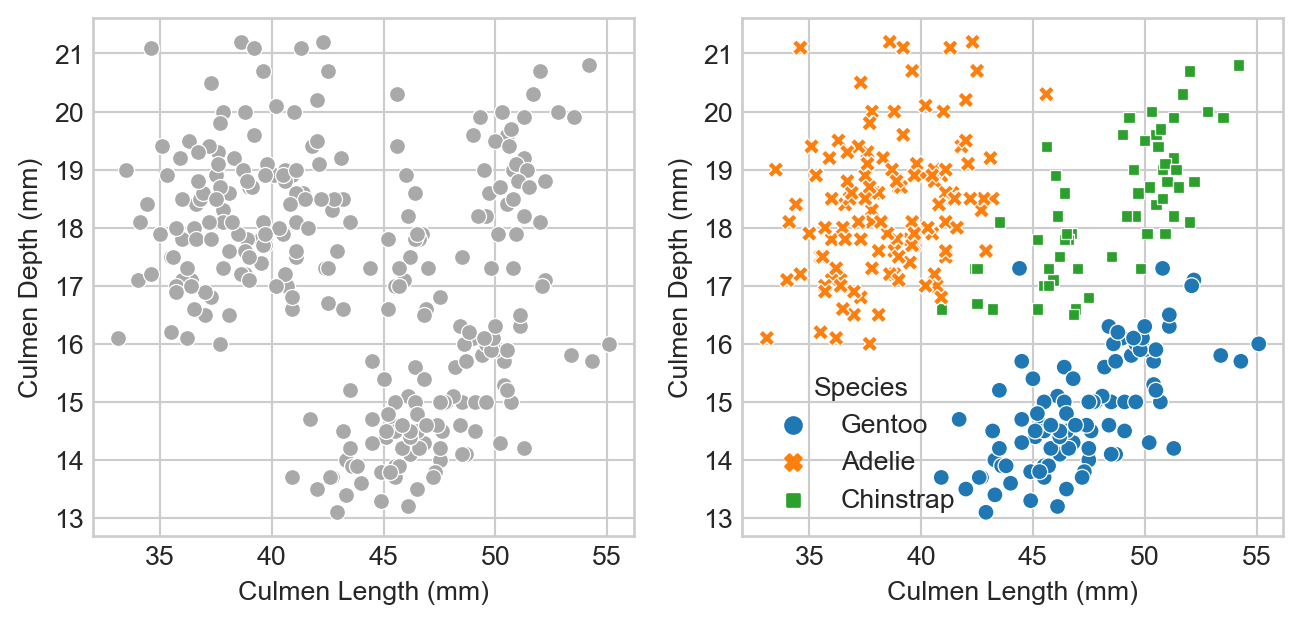 21
20
19
18
17
16
15
14
13
Culmen Depth (mm)
35 40 45 50 55
Culmen Length (mm)
21
20
19
18
17
16
15
14
13
Culmen Depth (mm)
Species
Gentoo
Adelie
Chinstrap
35 40 45 50 55
Culmen Length (mm)